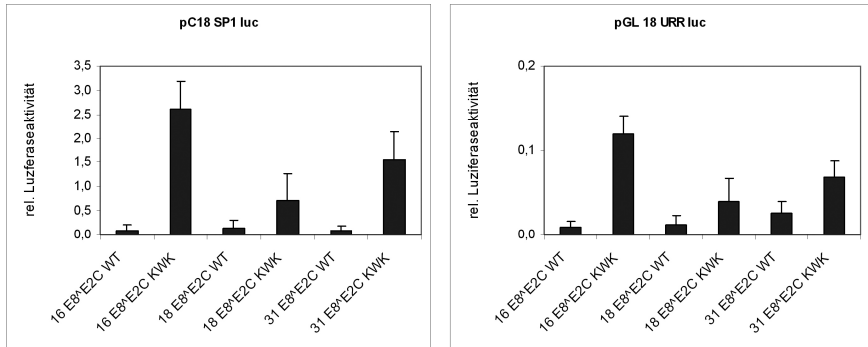 pC18 SP1 luc
rel. Luzferaseaktivität
3,5
3,0
2,5
2,0
1,5
1,0
0,5
0,0
16 E8^E2C WT
16 E8^E2C KWK
18 E8^E2C WT
18 E8^E2C KWK
31 E8^E2C WT
31 E8^E2C KWK
pGL 18 URR luc
rel. Luziferaseaktivität
0,2
0,1
0,0
16 E8^E2C WT
16 E8^E2C KWK
18 E8^E2C WT
18 E8^E2C KWK
31 E8^E2C WT
31 E8^E2C KWK